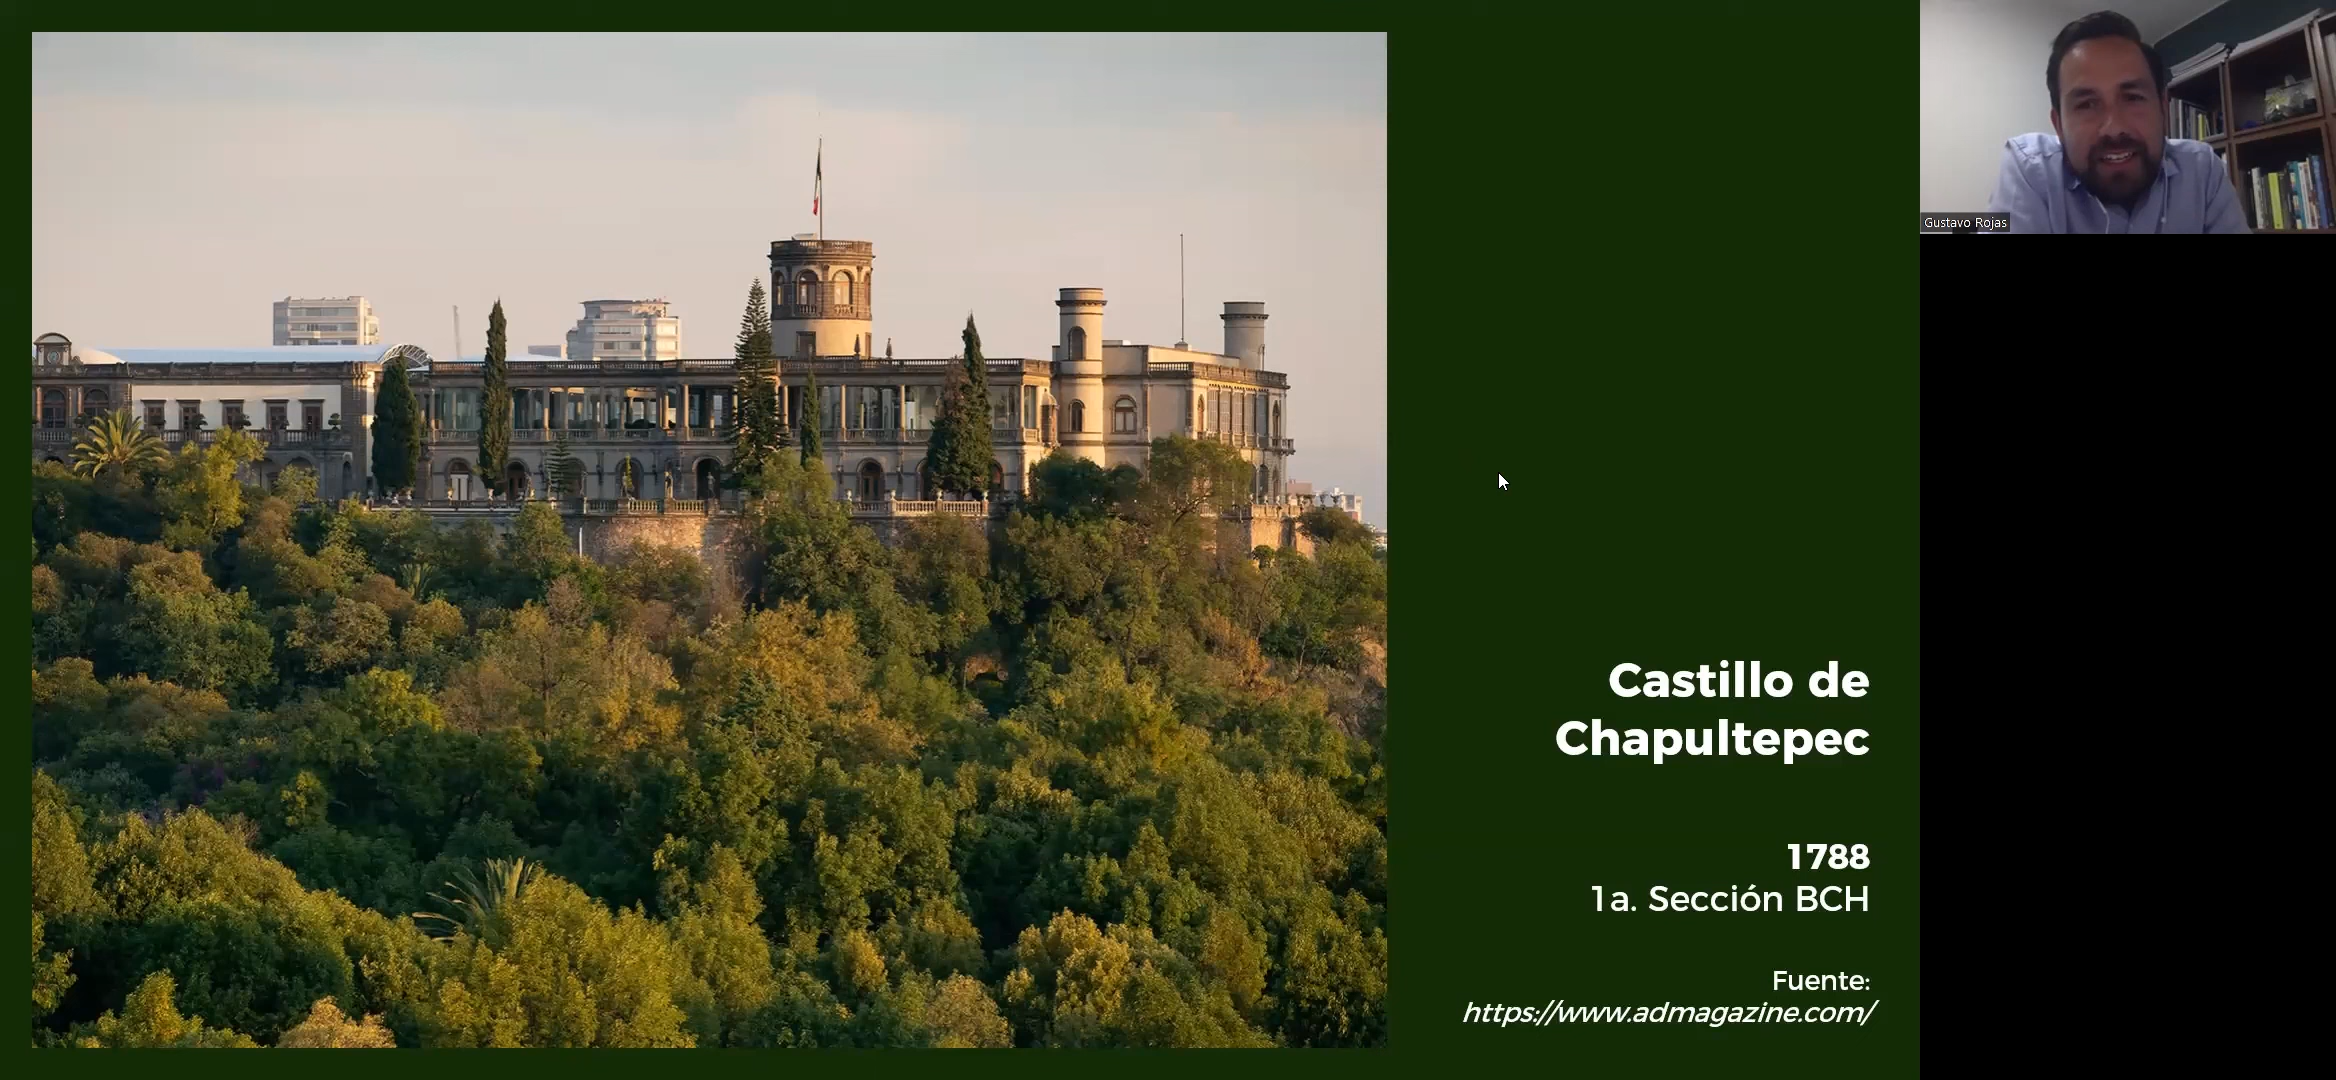 Gustavo Rojas
Castillo de
Chapultepec
1788
1a. Sección BCH
Fuente:
https://www.admagazine.com/